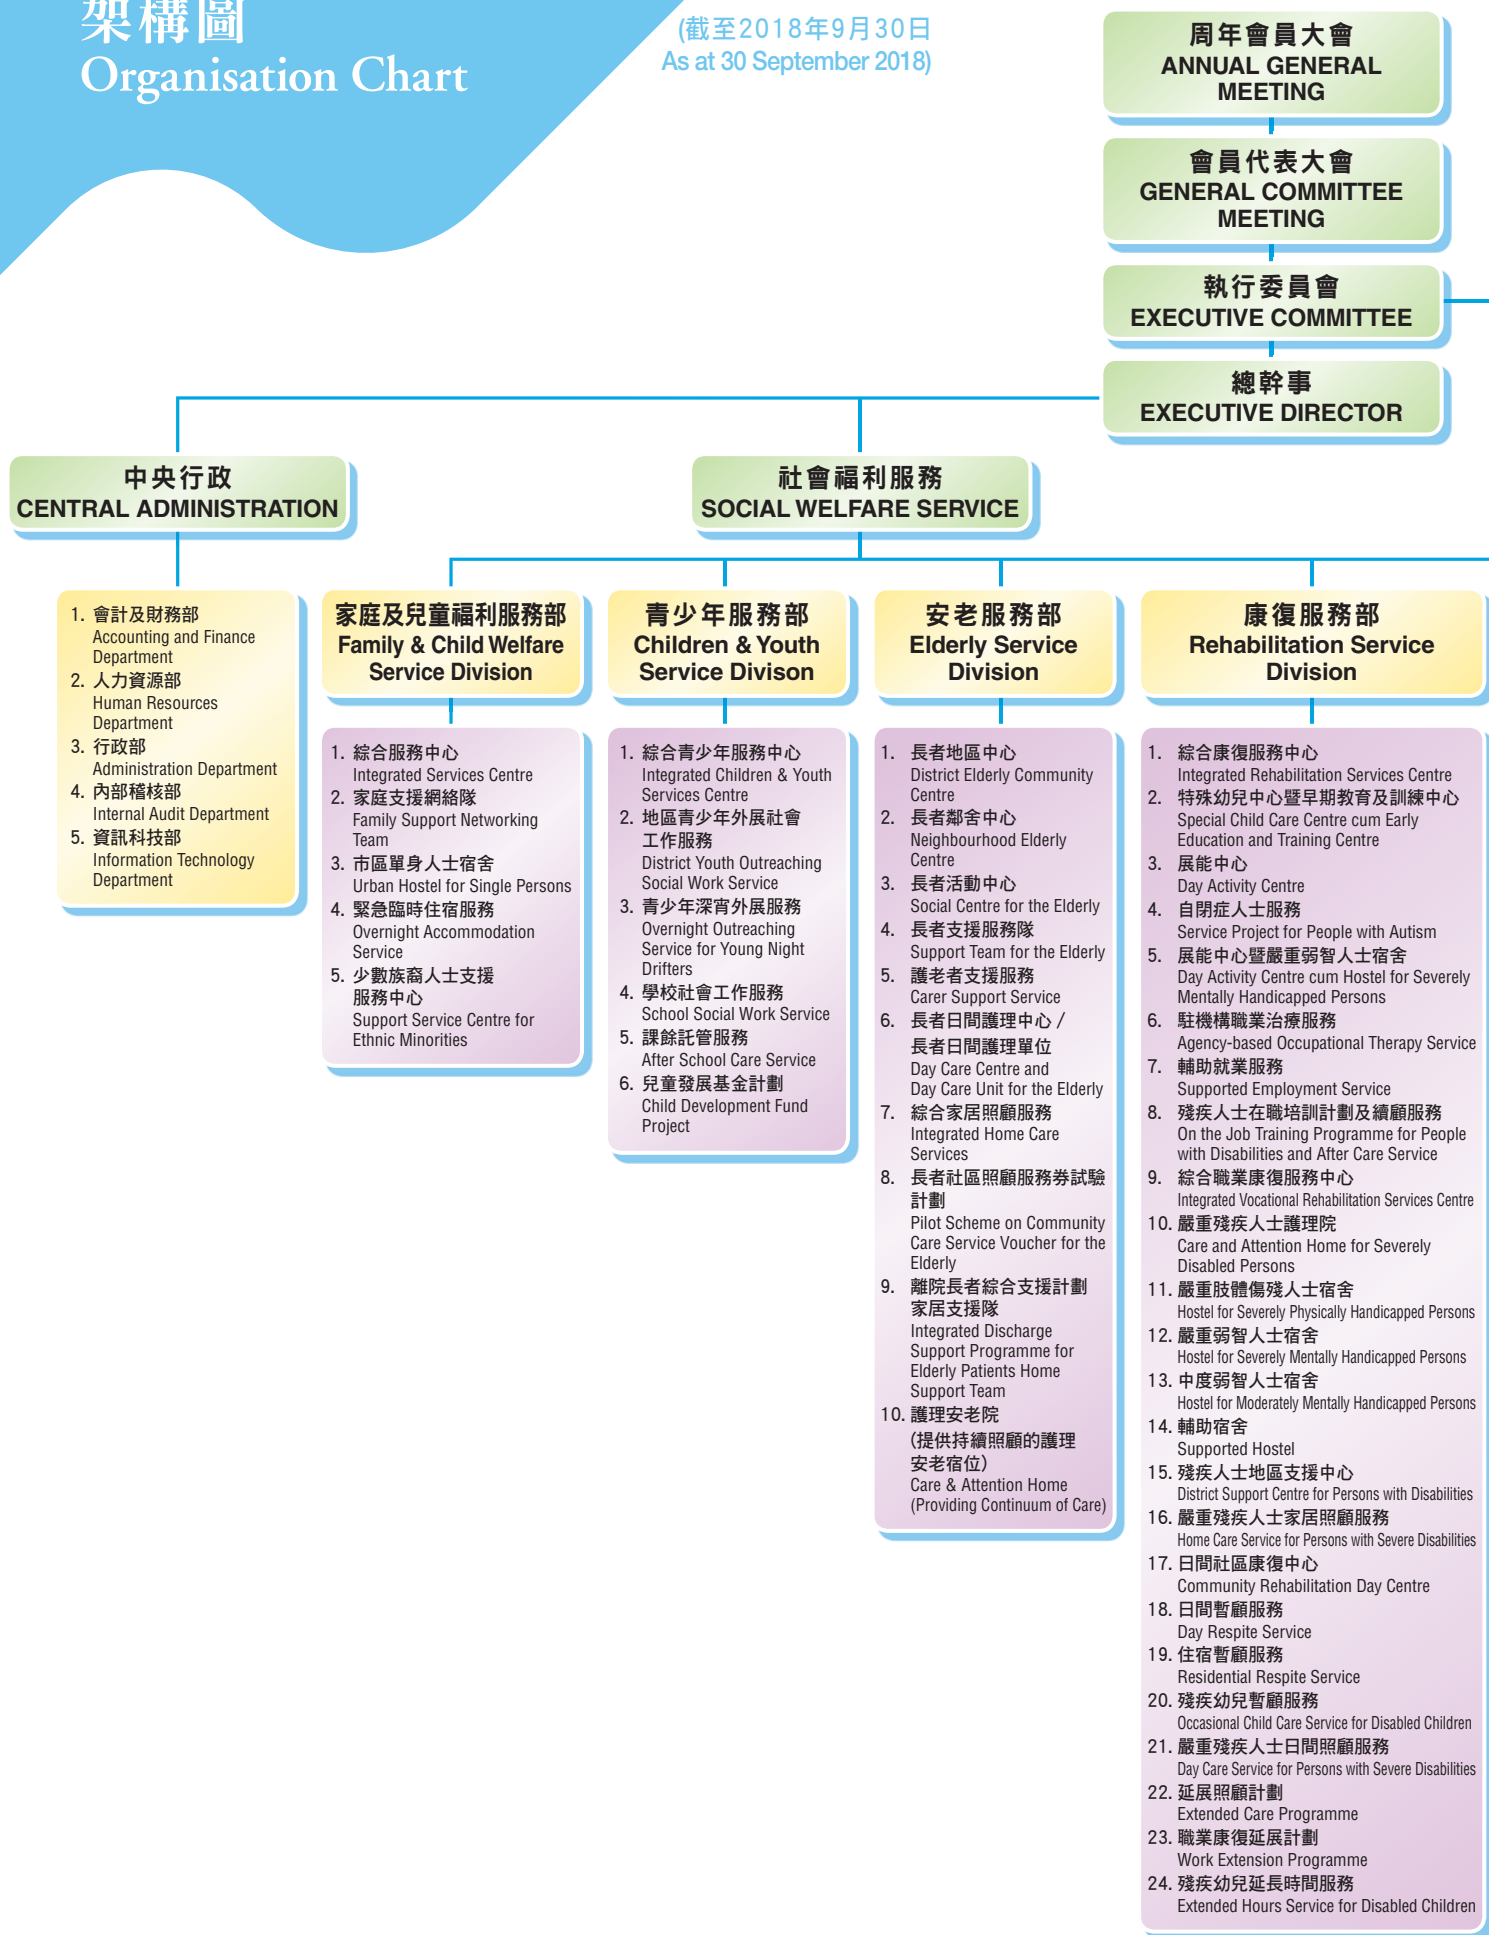 架構圖
Organisation Chart
(截至2018年9月30日
As at 30 September 2018)
周年會員大會
ANNUAL GENERAL
MEETING
會員代表大會
GENERAL COMMITTEE
MEETING
執行委員會
EXECUTIVE COMMITTEE
總幹事
EXECUTIVE DIRECTOR
中央行政
CENTRAL ADMINISTRATION
社會福利服務
SOCIAL WELFARE SERVICE
1. 會計及財務部
Accounting and Finance
Department
2. 人力資源部
Human Resources
Department
3. 行政部
Administration Department
4. 內部稽核部
Internal Audit Department
5. 資訊科技部
Information Technology
Department
家庭及兒童福利服務部
Family & Child Welfare
Service Division
1. 綜合服務中心
Integrated Services Centre
2. 家庭支援網絡隊
Family Support Networking
Team
3. 市區單身人士宿舍
Urban Hostel for Single Persons
4. 緊急臨時住宿服務
Overnight Accommodation
Service
5. 少數族裔人士支援
服務中心
Support Service Centre for
Ethnic Minorities
青少年服務部
Children & Youth
Service Divison
1. 綜合青少年服務中心
Integrated Children & Youth
Services Centre
2. 地區青少年外展社會
工作服務
District Youth Outreaching
Social Work Service
3. 青少年深宵外展服務
Overnight Outreaching
Service for Young Night
Drifters
4. 學校社會工作服務
School Social Work Service
5. 課餘託管服務
After School Care Service
6. 兒童發展基金計劃
Child Development Fund
Project
安老服務部
Elderly Service
Division
1. 長者地區中心
District Elderly Community
Centre
2. 長者鄰舍中心
Neighbourhood Elderly
Centre
3. 長者活動中心
Social Centre for the Elderly
4. 長者支援服務隊
Support Team for the Elderly
5. 護老者支援服務
Carer Support Service
6. 長者日間護理中心 /
長者日間護理單位
Day Care Centre and
Day Care Unit for the Elderly
7. 綜合家居照顧服務
Integrated Home Care
Services
8. 長者社區照顧服務券試驗
計劃
Pilot Scheme on Community
Care Service Voucher for the
Elderly
9. 離院長者綜合支援計劃
家居支援隊
Integrated Discharge
Support Programme for
Elderly Patients Home
Support Team
10. 護理安老院
(提供持續照顧的護理
安老宿位)
Care & Attention Home
(Providing Continuum of Care)
康復服務部
Rehabilitation Service
Division
1. 綜合康復服務中心
Integrated Rehabilitation Services Centre
2. 特殊幼兒中心暨早期教育及訓練中心
Special Child Care Centre cum Early
Education and Training Centre
3. 展能中心
Day Activity Centre
4. 自閉症人士服務
Service Project for People with Autism
5. 展能中心暨嚴重弱智人士宿舍
Day Activity Centre cum Hostel for Severely
Mentally Handicapped Persons
6. 駐機構職業治療服務
Agency-based Occupational Therapy Service
7. 輔助就業服務
Supported Employment Service
8. 殘疾人士在職培訓計劃及續顧服務
On the Job Training Programme for People
with Disabilities and After Care Service
9. 綜合職業康復服務中心
Integrated Vocational Rehabilitation Services Centre
10. 嚴重殘疾人士護理院
Care and Attention Home for Severely
Disabled Persons
11. 嚴重肢體傷殘人士宿舍
Hostel for Severely Physically Handicapped Persons
12. 嚴重弱智人士宿舍
Hostel for Severely Mentally Handicapped Persons
13. 中度弱智人士宿舍
Hostel for Moderately Mentally Handicapped Persons
14. 輔助宿舍
Supported Hostel
15. 殘疾人士地區支援中心
District Support Centre for Persons with Disabilities
16. 嚴重殘疾人士家居照顧服務
Home Care Service for Persons with Severe Disabilities
17. 日間社區康復中心
Community Rehabilitation Day Centre
18. 日間暫顧服務
Day Respite Service
19. 住宿暫顧服務
Residential Respite Service
20. 殘疾幼兒暫顧服務
Occasional Child Care Service for Disabled Children
21. 嚴重殘疾人士日間照顧服務
Day Care Service for Persons with Severe Disabilities
22. 延展照顧計劃
Extended Care Programme
23. 職業康復延展計劃
Work Extension Programme
24. 殘疾幼兒延長時間服務
Extended Hours Service for Disabled Children